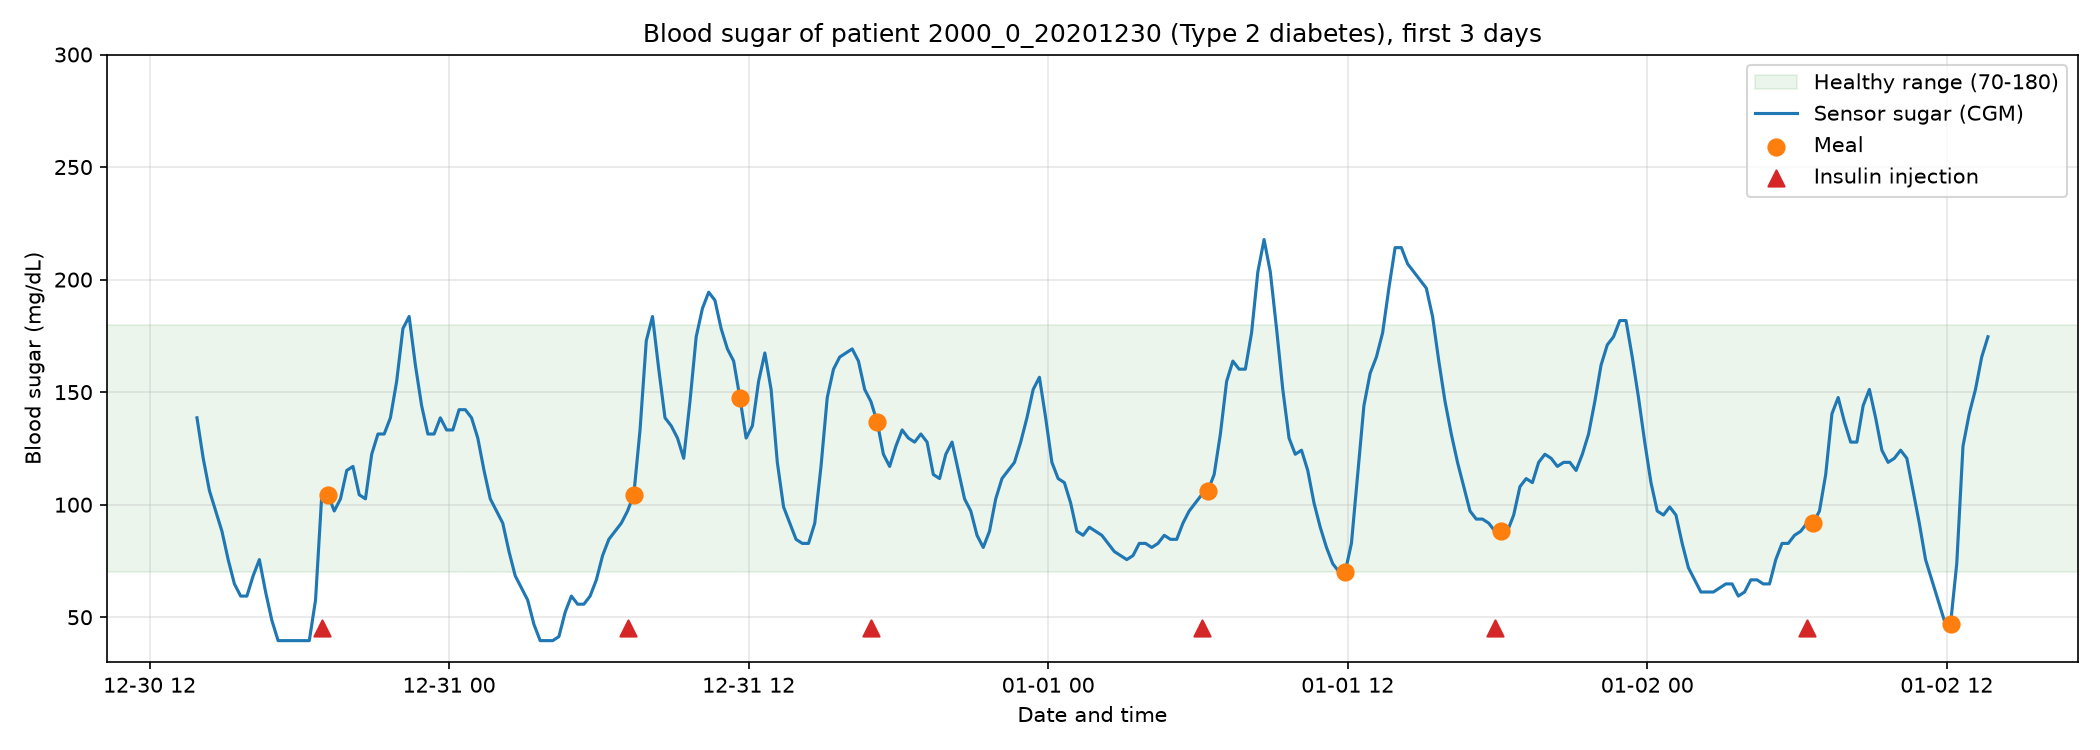 Blood sugar of patient 2000_0_20201230 (Type 2 diabetes), first 3 days
Healthy range (70-180)
Sensor sugar (CGM)
Meal
Insulin injection
Blood sugar (mg/dL)
300
250
200
150
100
50
12-30 12
12-31 00
12-31 12
01-01 00
01-01 12
01-02 00
01-02 12
Date and time